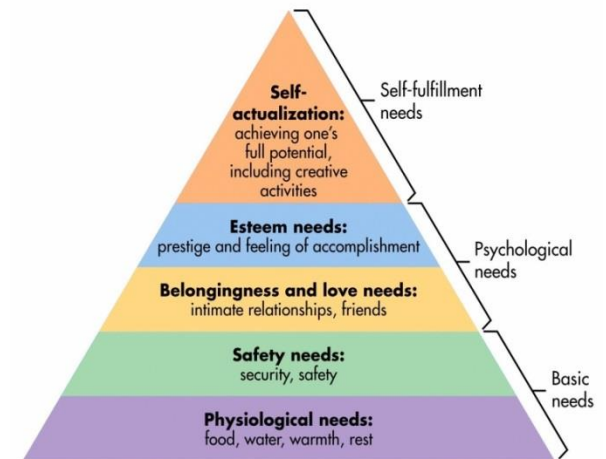 Self-
actualization:
achieving one's
full potential,
including creative
activities
Self-fulfillment
needs
Esteem needs:
prestige and feeling of accomplishment
Psychological
needs
Belongingness and love needs:
intimate relationships, friends
Safety needs:
security, safety
Basic
needs
Physiological needs:
food, water, warmth, rest